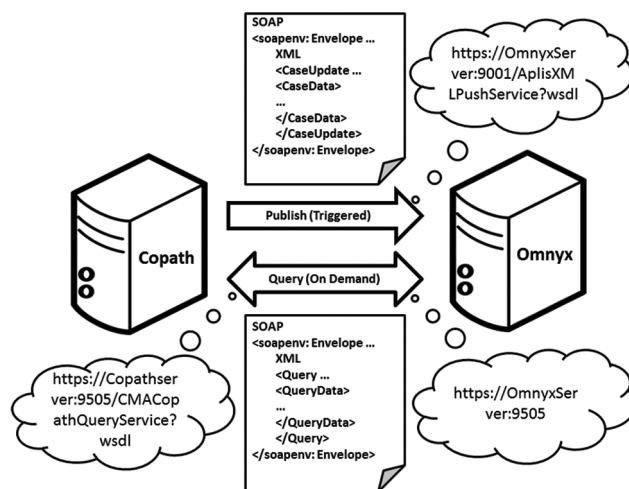 SOAP
<soapenv: Envelope ...
XML
<CaseUpdate ...
<CaseData>
...
</CaseData>
</CaseUpdate>
</soapenv: Envelope>
https://OmnyxSer
ver:9001/AplisXM
LPushService?wsdl
Copath
Publish (Triggered)
Omnyx
Query (On Demand)
SOAP
<soapenv: Envelope ...
XML
<Query ...
<QueryData>
...
</QueryData>
</Query>
</soapenv: Envelope>
https://Copathser
ver:9505/CMACop
athQueryService?
wsdl
https://OmnyxSer
ver:9505